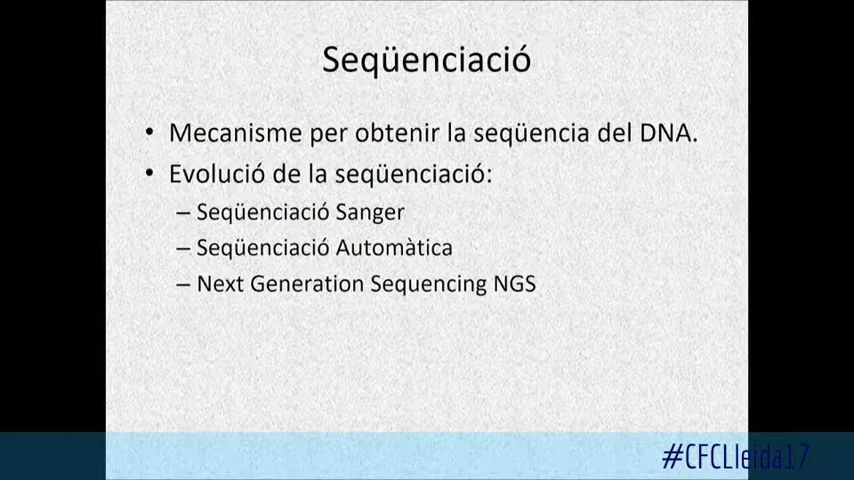 Seqüenciació
• Mecanisme per obtenir la seqüencia del DNA.
• Evolució de la seqüenciació:
– Seqüenciació Sanger
– Seqüenciació Automàtica
– Next Generation Sequencing NGS
#CFCLleida17